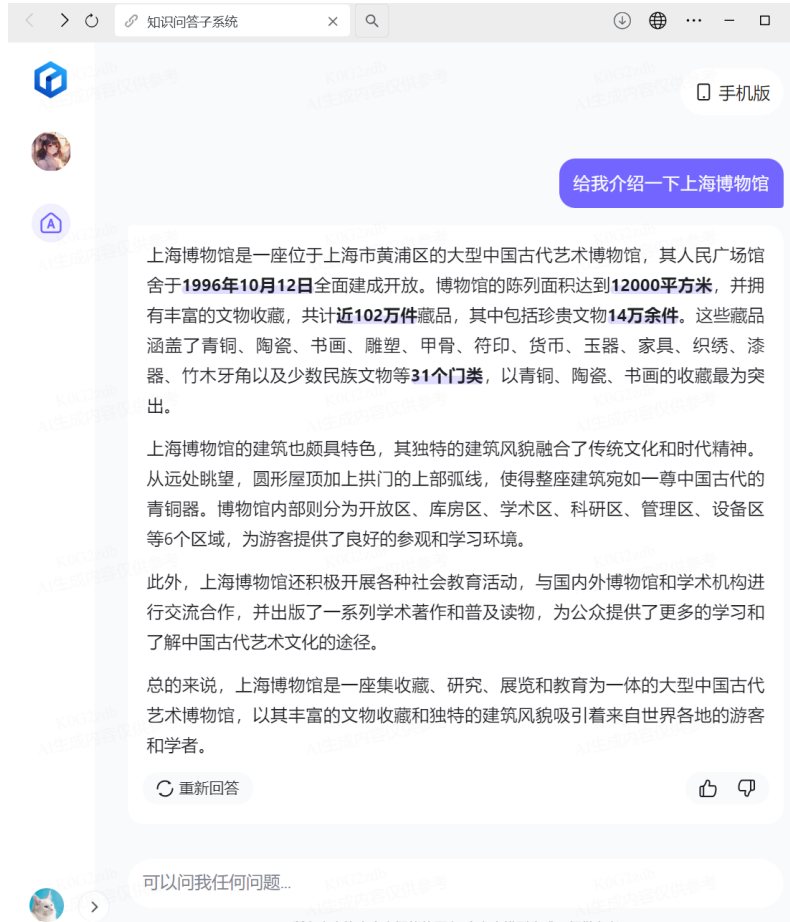 知识问答子系统
手机版
给我介绍一下上海博物馆
上海博物馆是一座位于上海市黄浦区的大型中国古代艺术博物馆，其人民广场馆
舍于1996年10月12日全面建成开放。博物馆的陈列面积达到12000平方米，并拥
有丰富的文物收藏，共计近102万件藏品，其中包括珍贵文物14万余件。这些藏品
涵盖了青铜、陶瓷、书画、雕塑、甲骨、符印、货币、玉器、家具、织绣、漆
器、竹木牙角以及少数民族文物等31个门类，以青铜、陶瓷、书画的收藏最为突
出。
上海博物馆的建筑也颇具特色，其独特的建筑风貌融合了传统文化和时代精神。
从远处眺望，圆形屋顶加上拱门的上部弧线，使得整座建筑宛如一尊中国古代的
青铜器。博物馆内部则分为开放区、库房区、学术区、科研区、管理区、设备区
等6个区域，为游客提供了良好的参观和学习环境。
此外，上海博物馆还积极开展各种社会教育活动，与国内外博物馆和学术机构进
行交流合作，并出版了一系列学术著作和普及读物，为公众提供了更多的学习和
了解中国古代艺术文化的途径。
总的来说，上海博物馆是一座集收藏、研究、展览和教育为一体的大型中国古代
艺术博物馆，以其丰富的文物收藏和独特的建筑风貌吸引着来自世界各地的游客
和学者。
重新回答
可以问我任何问题...